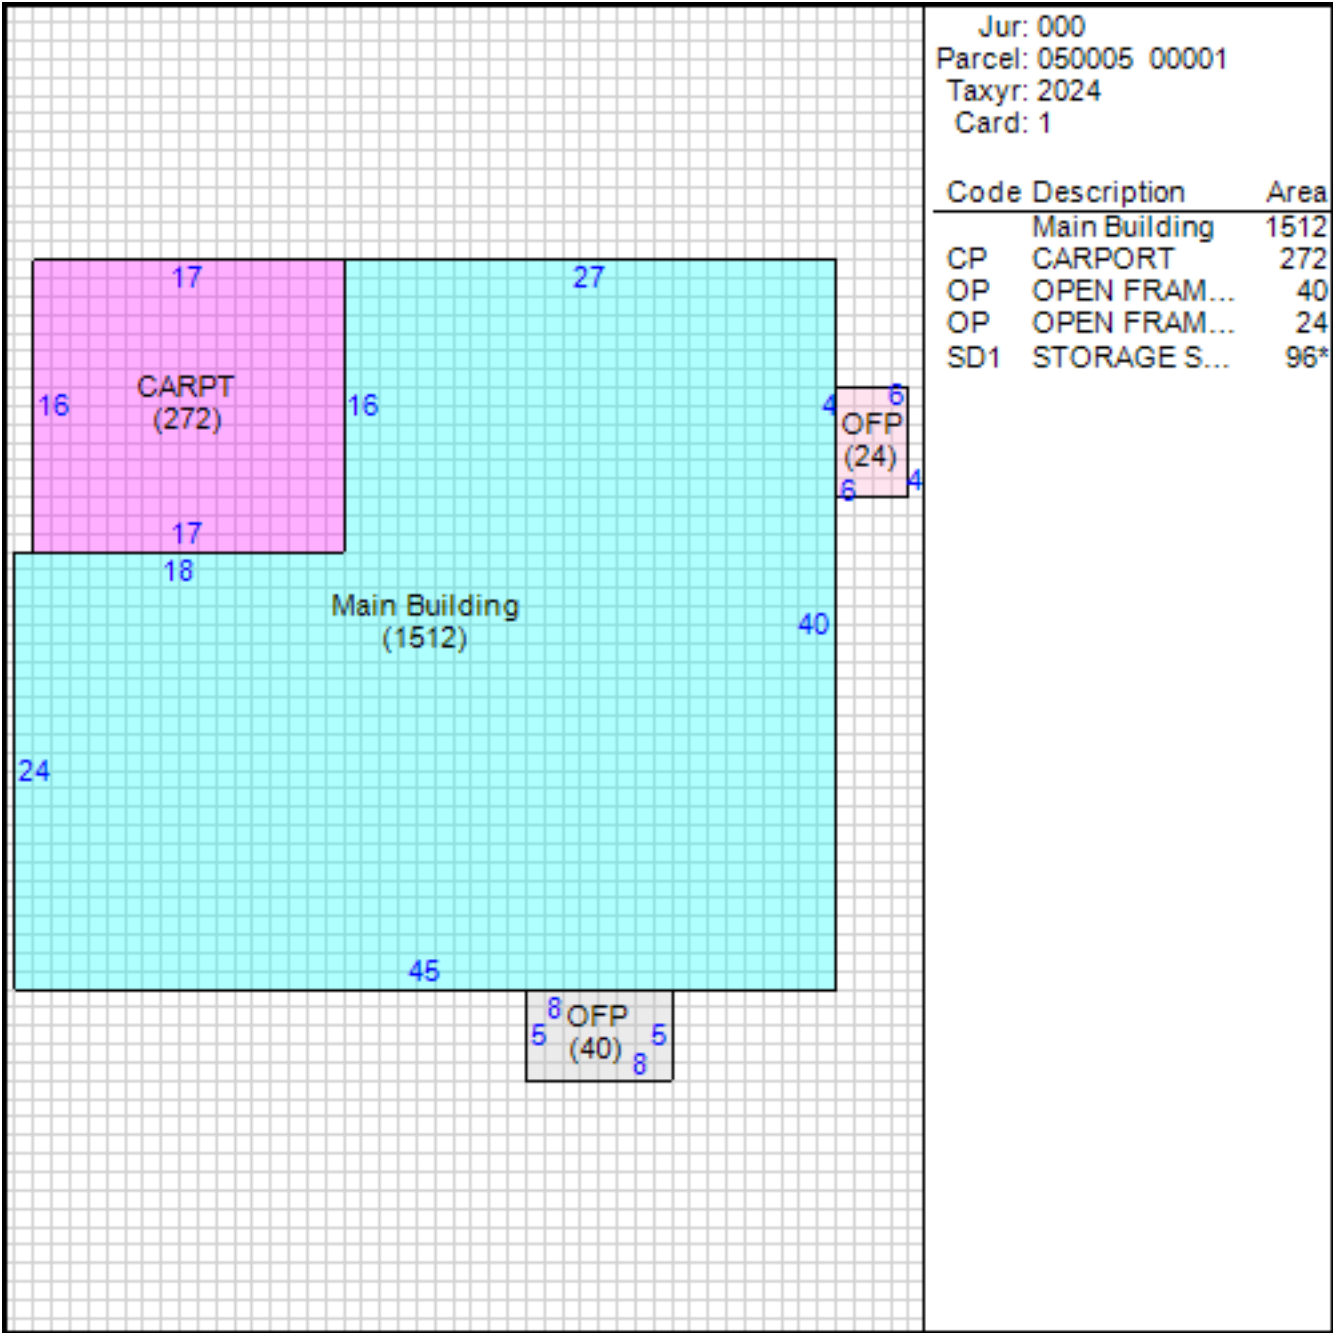 Jur: 000
Parcel: 050005 00001
Taxyr: 2024
Card: 1
Code Description Area
Main Building 1512
CP CARPORT 272
OP OPEN FRAM... 40
OP OPEN FRAM... 24
SD1 STORAGE S... 96*
17
27
CARPT
(272)
16
16
17
18
4
6
OFP
(24)
6
4
Main Building
(1512)
40
24
45
8
OFP
(40)
5
5
8